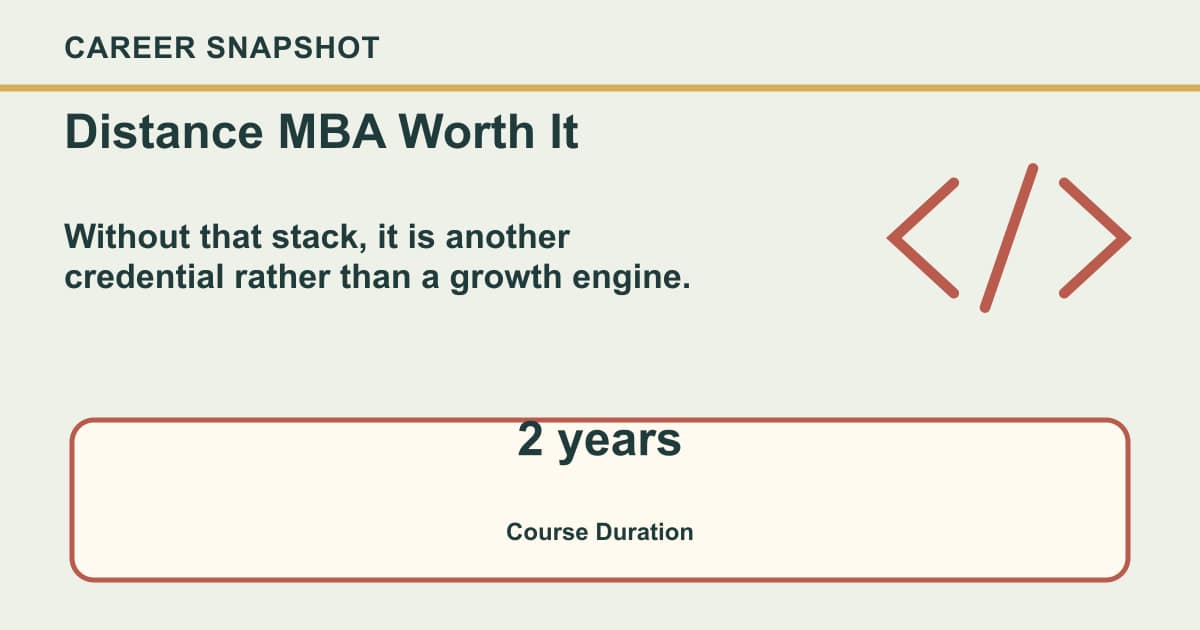 CAREER SNAPSHOT
Distance MBA Worth It
Without that stack, it is another
credential rather than a growth engine.
2 years
Course Duration